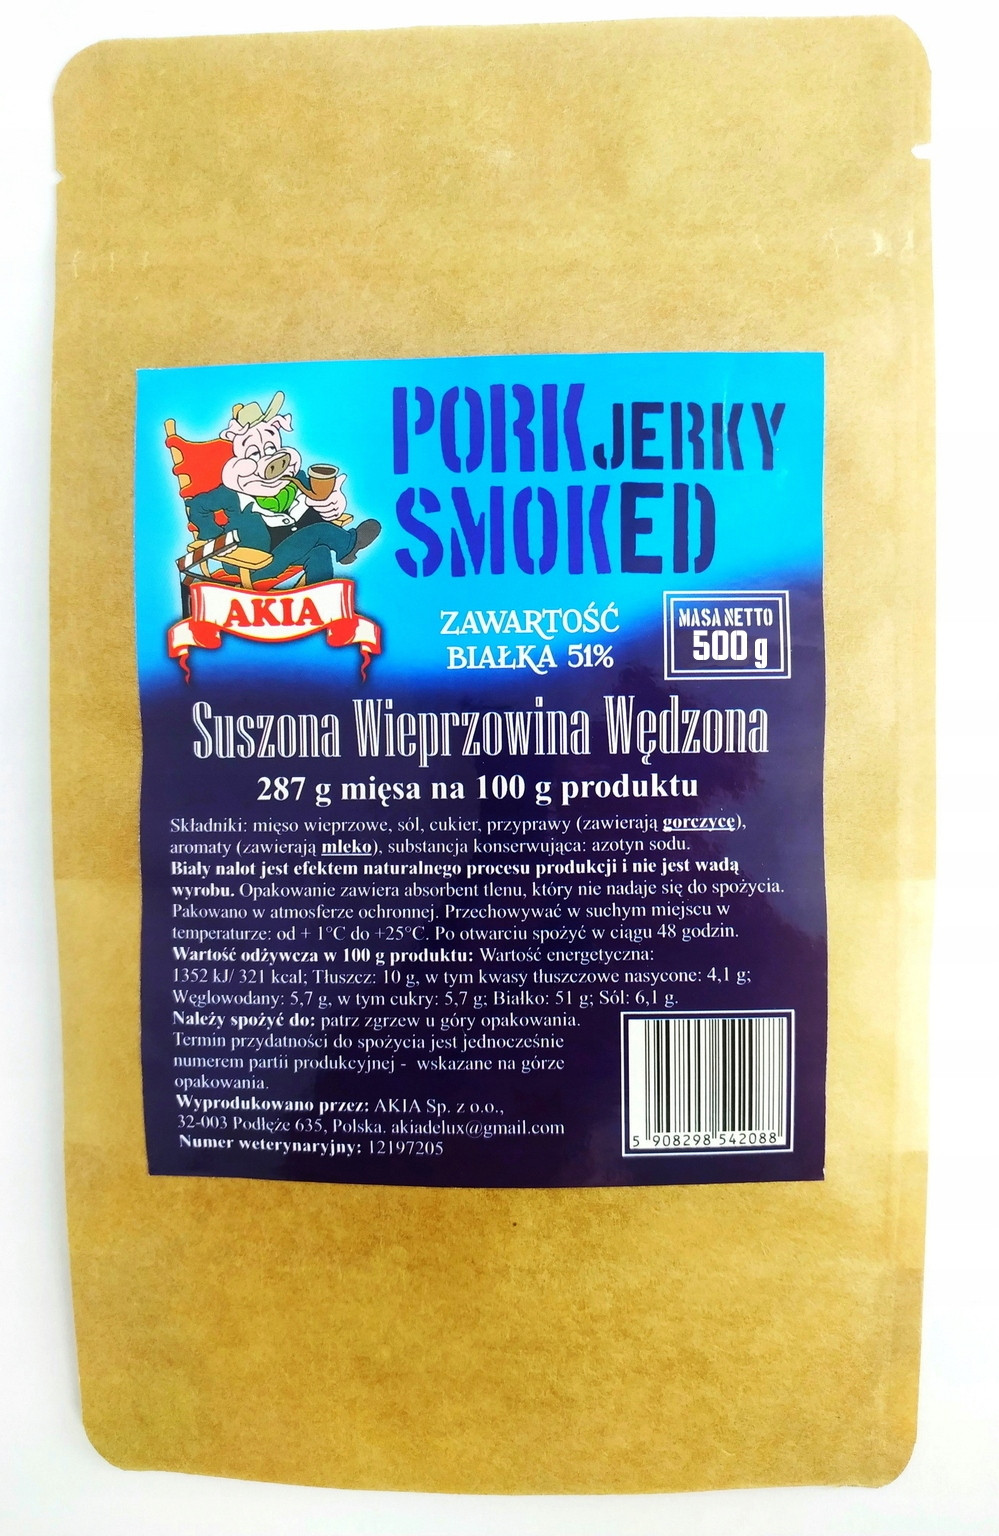 PORK JERKY
SMOKED
AKIA
ZAWARTOŚĆ
BIAŁKA 51%
MASA NETTO
500 g
Suszona Wieprzowina Wędzona
287 g mięsa na 100 g produktu
Składniki: mięso wieprzowe, sól, cukier, przyprawy (zawierają gorczycę),
aromaty (zawierają mleko), substancja konserwująca: azotyn sodu.
Biały nalot jest efektem naturalnego procesu produkcji i nie jest wadą
wyrobu. Opakowanie zawiera absorbent tlenu, który nie nadaje się do spożycia.
Pakowano w atmosferze ochronnej. Przechowywać w suchym miejscu w
temperaturze: od + 1°C do +25°C. Po otwarciu spożyć w ciągu 48 godzin.
Wartość odżywcza w 100 g produktu: Wartość energetyczna:
1352 kJ/ 321 kcal; Tłuszcz: 10 g, w tym kwasy tłuszczowe nasycone: 4,1 g;
Węglowodany: 5,7 g, w tym cukry: 5,7 g; Białko: 51 g; Sól: 6,1 g.
Należy spożyć do: patrz zgrzew u góry opakowania.
Termin przydatności do spożycia jest jednocześnie
numerem partii produkcyjnej - wskazane na górze
opakowania.
Wyprodukowano przez: AKIA Sp. z o.o.,
32-003 Podłęże 635, Polska. akiadelux@gmail.com
Numer weterynaryjny: 12197205
5 908298 542088